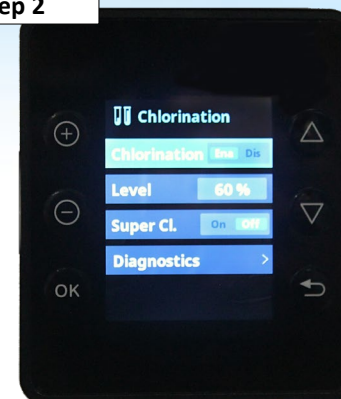 ep 2
Chlorination
Chlorination Ena Dis
Level 60 %
Super Cl. On Off
Diagnostics >
OK